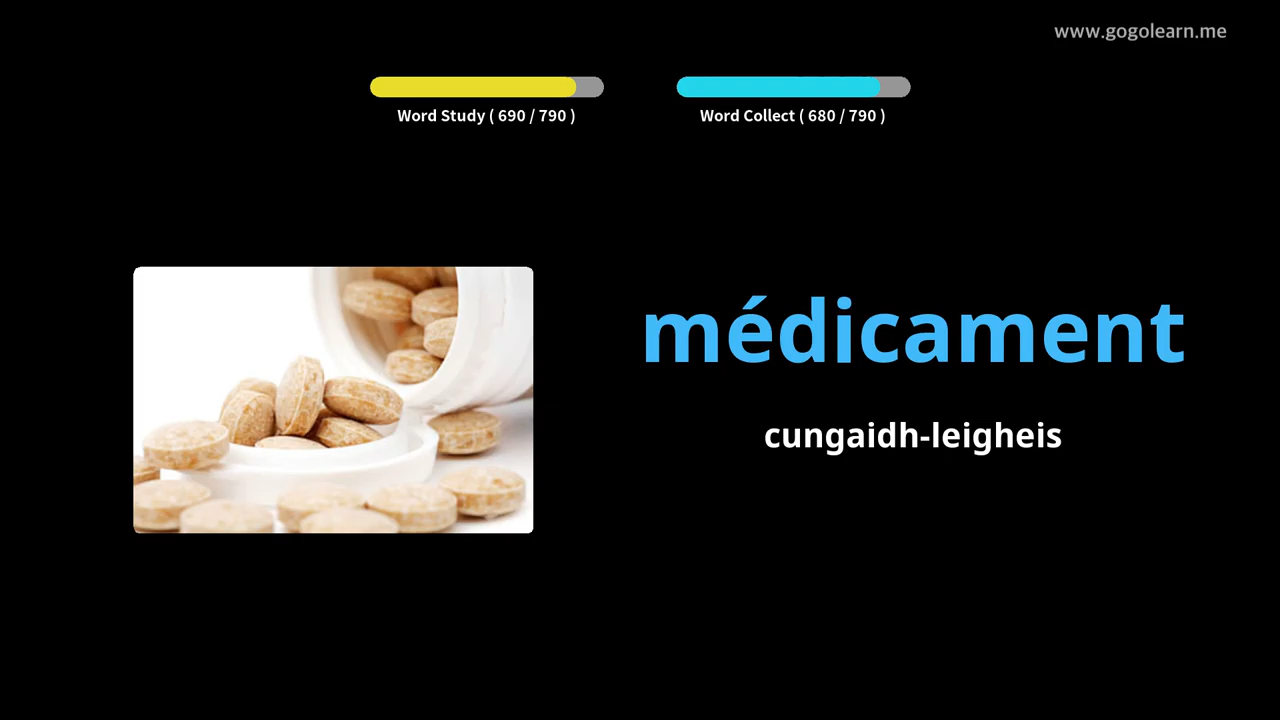 www.gogolearn.me
Word Study ( 690 / 790 )
Word Collect ( 680 / 790 )
médicament
cungaidh-leigheis